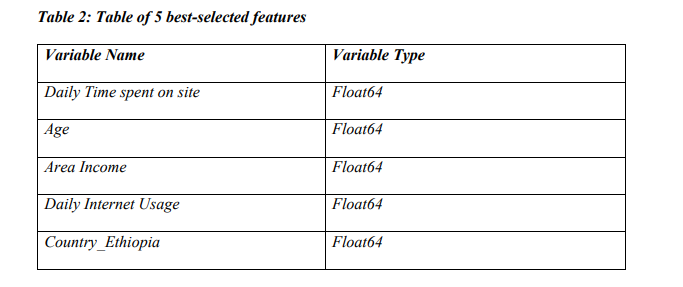 Table 2: Table of 5 best-selected features
Variable Name Variable Type
Daily Time spent on site Float64
Age Float64
Area Income Float64
Daily Internet Usage Float64
Country_Ethiopia Float64